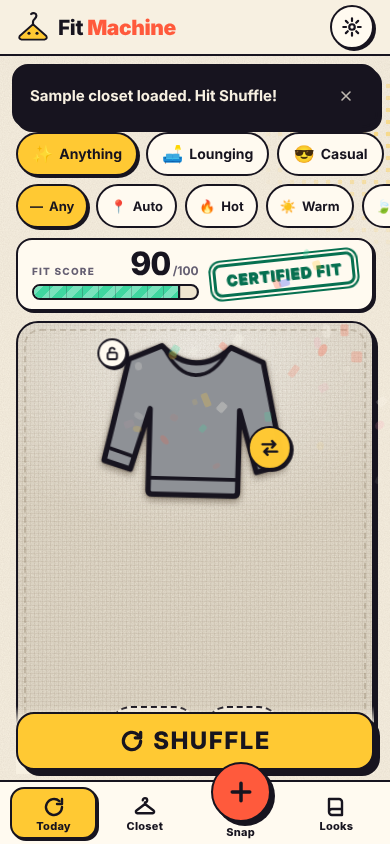 Fit Machine
Sample closet loaded. Hit Shuffle!
Anything
Lounging
Casual
— Any
Auto
Hot
Warm
FIT SCORE
90/100
CERTIFIED FIT
SHUFFLE
Today
Closet
Snap
Looks